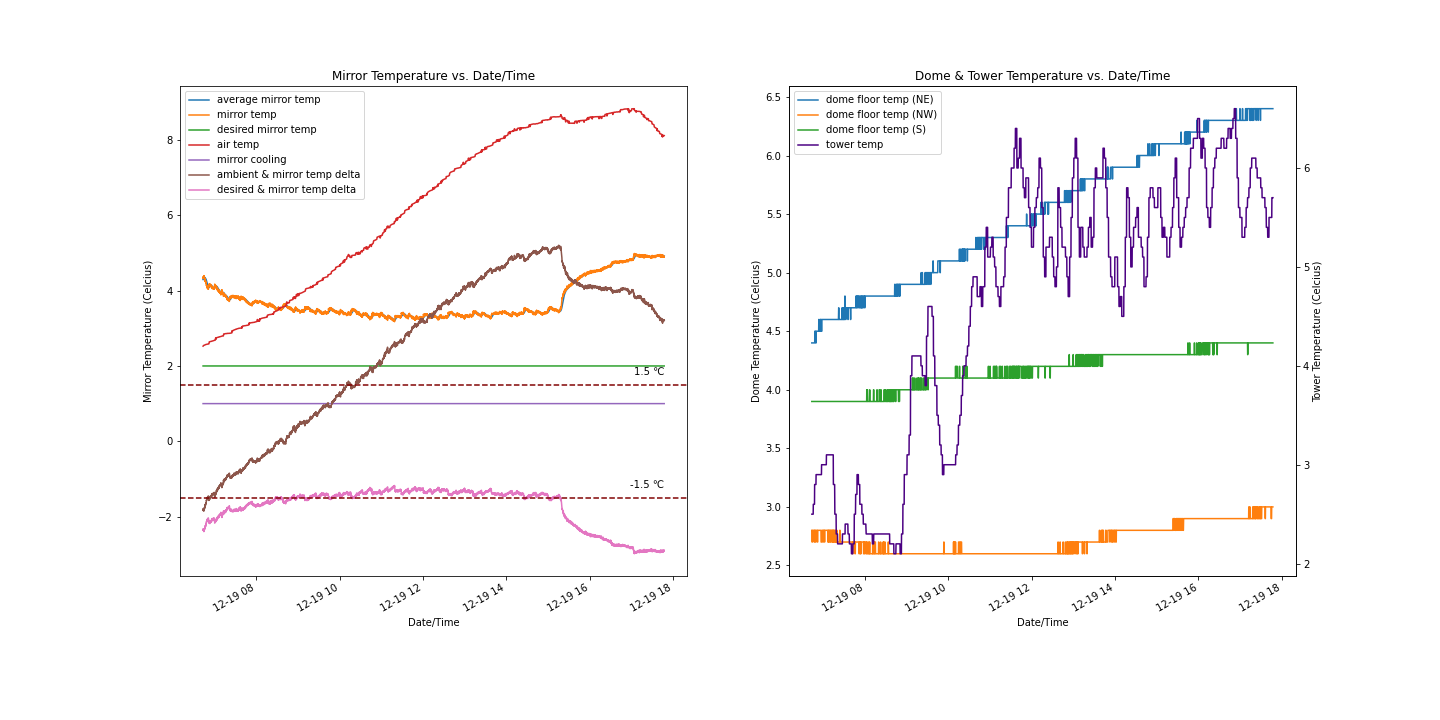 Mirror Temperature vs. Date/Time
average mirror temp
mirror temp
desired mirror temp
air temp
mirror cooling
ambient & mirror temp delta
desired & mirror temp delta
Mirror Temperature (Celcius)
8
6
4
2
0
−2
1.5 °C
-1.5 °C
12-19 08
12-19 10
12-19 12
12-19 14
12-19 16
12-19 18
Date/Time
Dome & Tower Temperature vs. Date/Time
dome floor temp (NE)
dome floor temp (NW)
dome floor temp (S)
tower temp
Dome Temperature (Celcius)
6.5
6.0
5.5
5.0
4.5
4.0
3.5
3.0
2.5
6
5
4
3
2
Tower Temperature (Celcius)
12-19 08
12-19 10
12-19 12
12-19 14
12-19 16
12-19 18
Date/Time